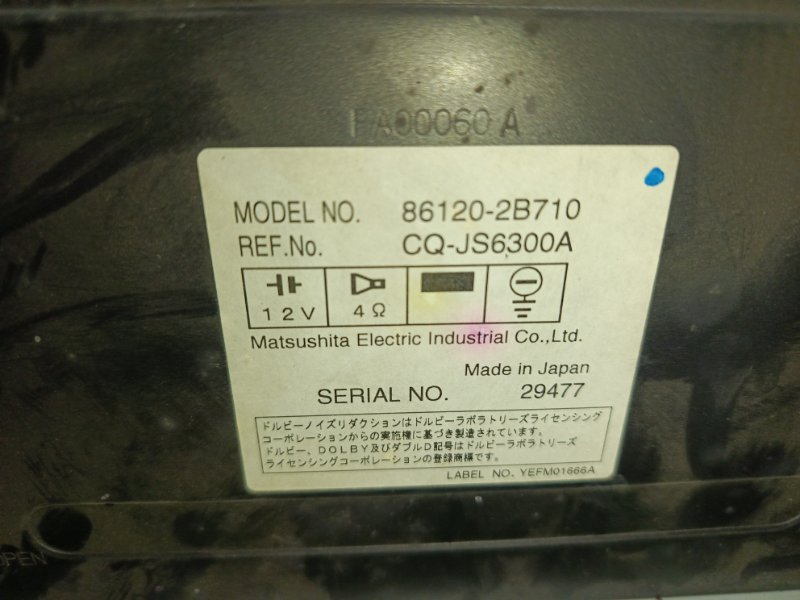 FA00060 A
MODEL NO. 86120-2B710
REF.No. CQ-JS6300A
12V 4Ω
Matsushita Electric Industrial Co.,Ltd.
Made in Japan
SERIAL NO. 29477
ドルビーノイズリダクションはドルビーラボラトリーズライセンシング
コーポレーションからの実施権に基づき製造されています.
ドルビー、DOLBY及びダブルD記号はドルビーラボラトリーズ
ライセンシングコーポレーションの登録商標です.
LABEL NO. YEFM01666A
OPEN